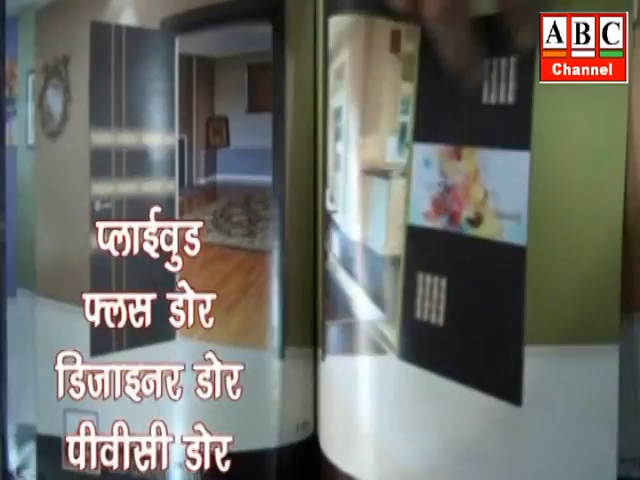 ABC
Channel
प्लाईवुड
फ्लस डोर
डिजाइनर डोर
पीवीसी डोर